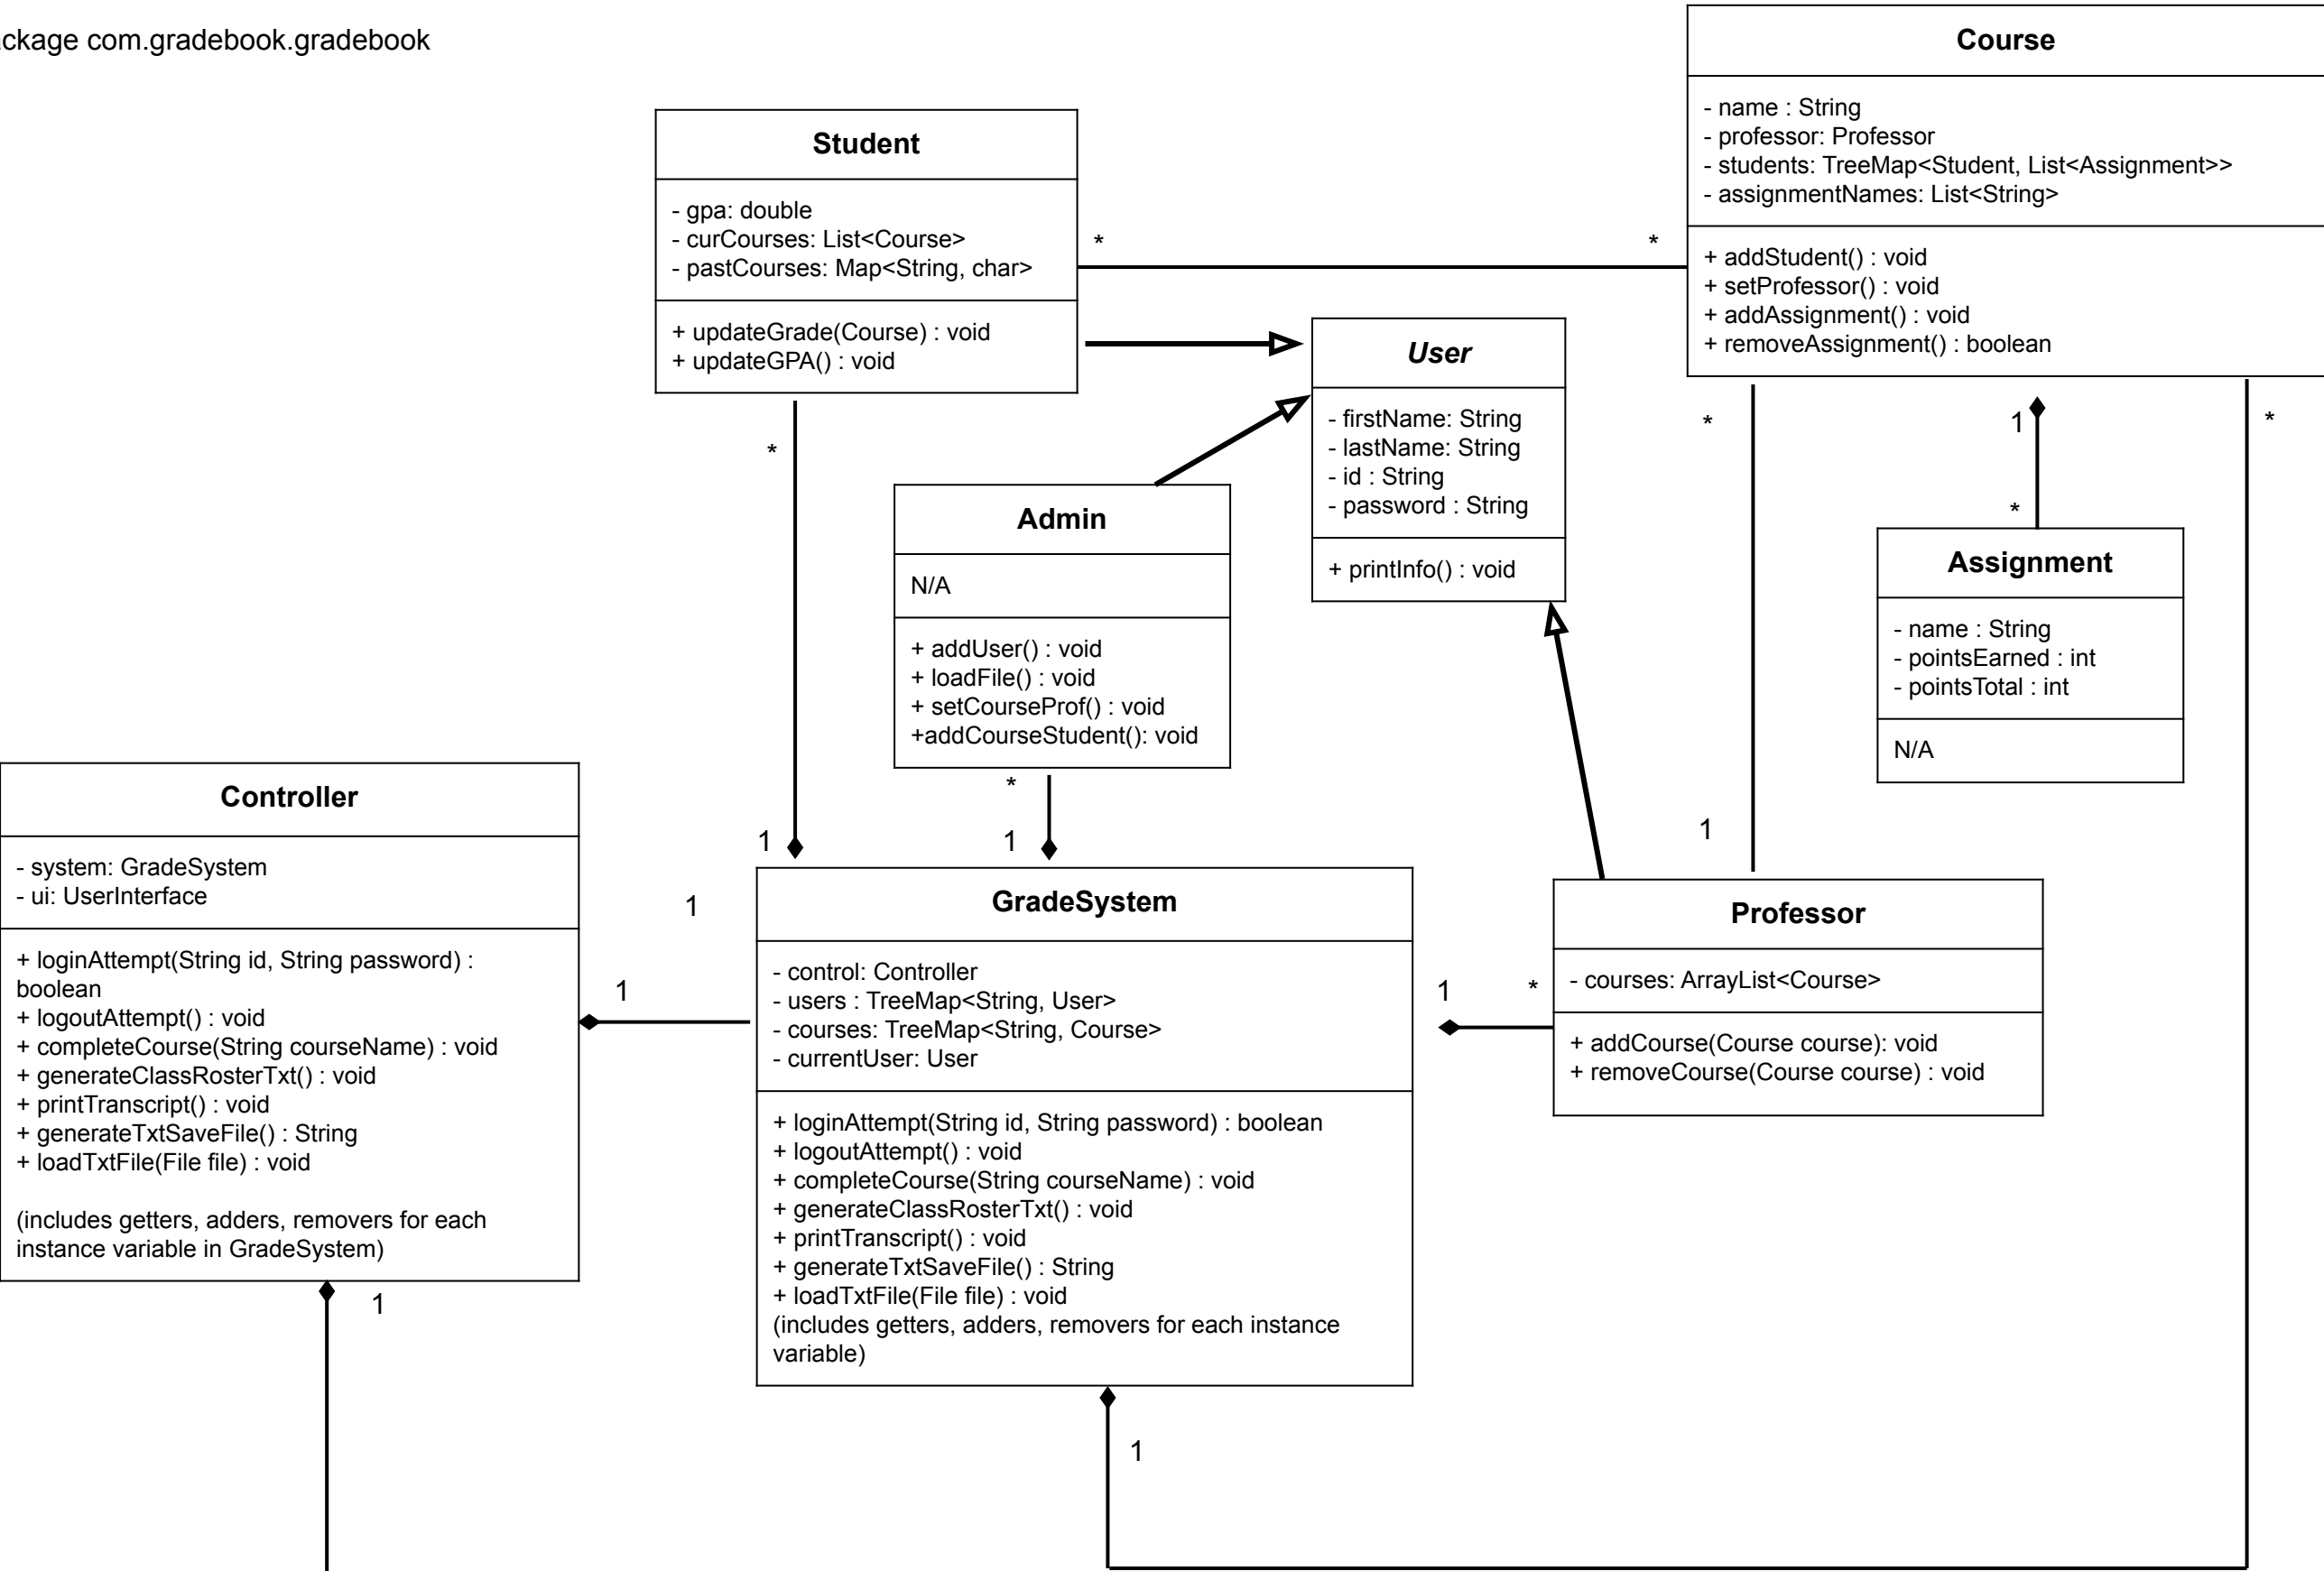 ckage com.gradebook.gradebook
Course
- name : String
- professor: Professor
- students: TreeMap<Student, List<Assignment>>
- assignmentNames: List<String>
+ addStudent() : void
+ setProfessor() : void
+ addAssignment() : void
+ removeAssignment() : boolean
Student
- gpa: double
- curCourses: List<Course>
- pastCourses: Map<String, char>
+ updateGrade(Course) : void
+ updateGPA() : void
*
*
User
- firstName: String
- lastName: String
- id : String
- password : String
+ printInfo() : void
*
*
1
*
*
Admin
N/A
+ addUser() : void
+ loadFile() : void
+ setCourseProf() : void
+addCourseStudent(): void
Assignment
- name : String
- pointsEarned : int
- pointsTotal : int
N/A
*
1
1
1
Controller
- system: GradeSystem
- ui: UserInterface
+ loginAttempt(String id, String password) :
boolean
+ logoutAttempt() : void
+ completeCourse(String courseName) : void
+ generateClassRosterTxt() : void
+ printTranscript() : void
+ generateTxtSaveFile() : String
+ loadTxtFile(File file) : void
(includes getters, adders, removers for each
instance variable in GradeSystem)
1
1
GradeSystem
- control: Controller
- users : TreeMap<String, User>
- courses: TreeMap<String, Course>
- currentUser: User
+ loginAttempt(String id, String password) : boolean
+ logoutAttempt() : void
+ completeCourse(String courseName) : void
+ generateClassRosterTxt() : void
+ printTranscript() : void
+ generateTxtSaveFile() : String
+ loadTxtFile(File file) : void
(includes getters, adders, removers for each instance
variable)
1
*
Professor
- courses: ArrayList<Course>
+ addCourse(Course course): void
+ removeCourse(Course course) : void
1
1